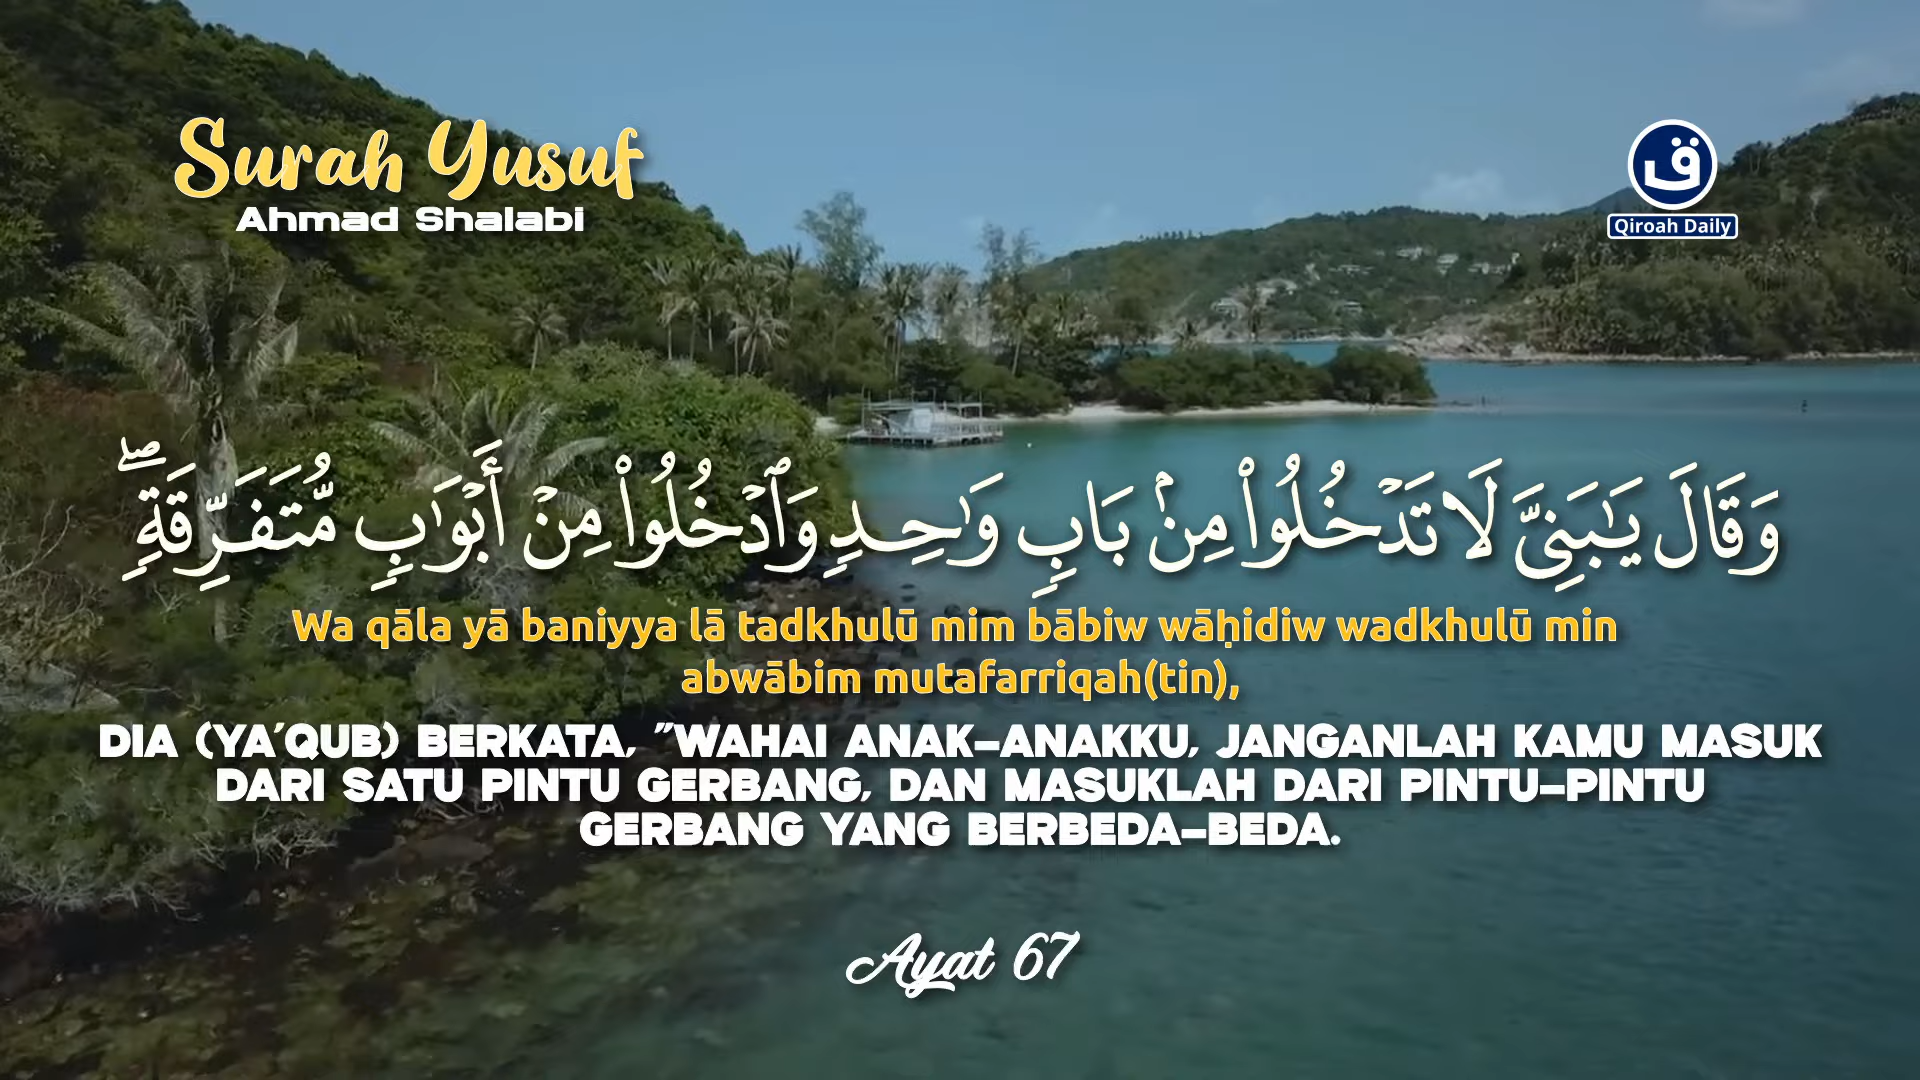 Surah Yusuf
Ahmad Shalabi
ق
Qiroah Daily
وَقَالَ يَـٰبَنِىَّ لَا تَدۡخُلُواْ مِنۢ بَابٍ وَٰحِدٍ وَٱدۡخُلُواْ مِنۡ أَبۡوَٰبٍ مُّتَفَرِّقَةٍۖ
Wa qāla yā baniyya lā tadkhulū mim bābiw wāḥidiw wadkhulū min
abwābim mutafarriqah(tin),
DIA (YA'QUB) BERKATA, "WAHAI ANAK-ANAKKU, JANGANLAH KAMU MASUK
DARI SATU PINTU GERBANG, DAN MASUKLAH DARI PINTU-PINTU
GERBANG YANG BERBEDA-BEDA.
Ayat 67